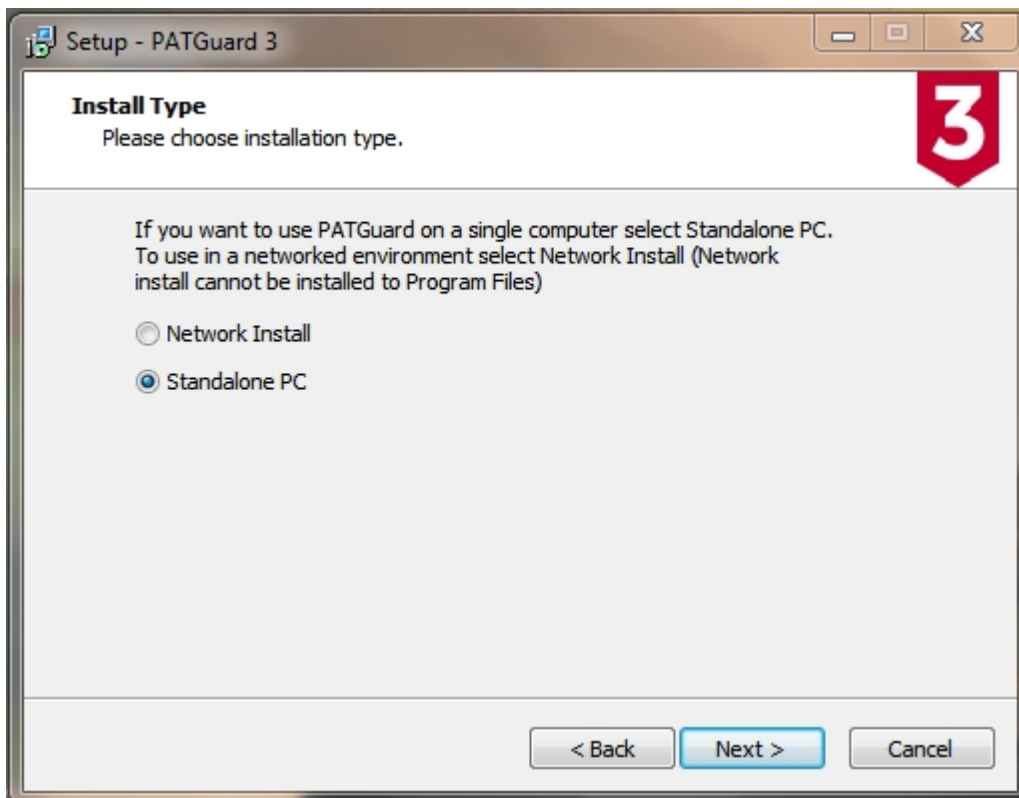 Setup - PATGuard 3
Install Type
Please choose installation type.
3
If you want to use PATGuard on a single computer select Standalone PC.
To use in a networked environment select Network Install (Network
install cannot be installed to Program Files)
Network Install
Standalone PC
< Back
Next >
Cancel